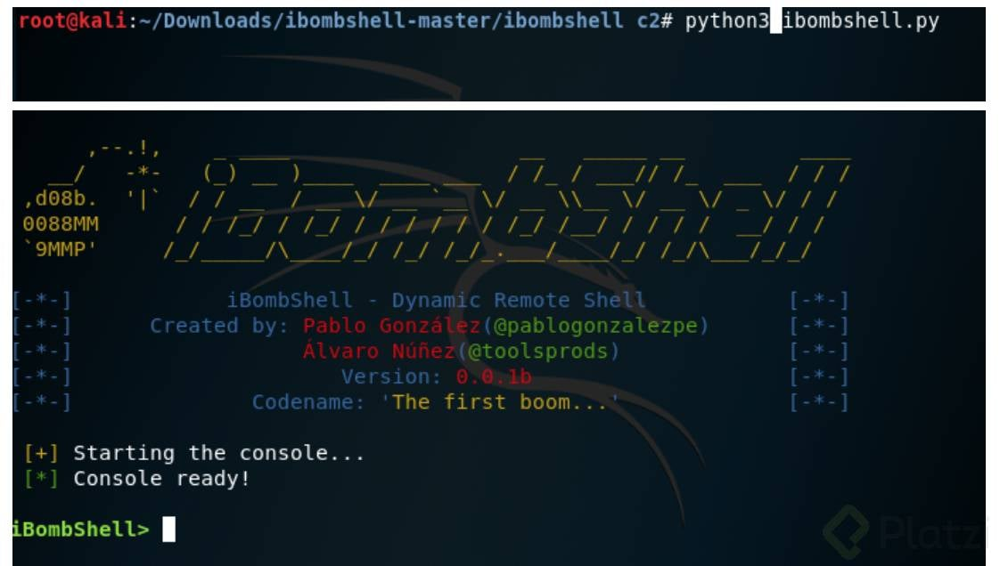 root@kali:~/Downloads/ibombshell-master/ibombshell c2# python3 ibombshell.py
,d08b.
0088MM
`9MMP'
iBombShell
[-*-] iBombShell - Dynamic Remote Shell [-*-]
[-*-] Created by: Pablo González(@pablogonzalezpe) [-*-]
[-*-] Álvaro Núñez(@toolsprods) [-*-]
[-*-] Version: 0.0.1b [-*-]
[-*-] Codename: 'The first boom...' [-*-]
[+] Starting the console...
[*] Console ready!
iBombShell>
Platzi